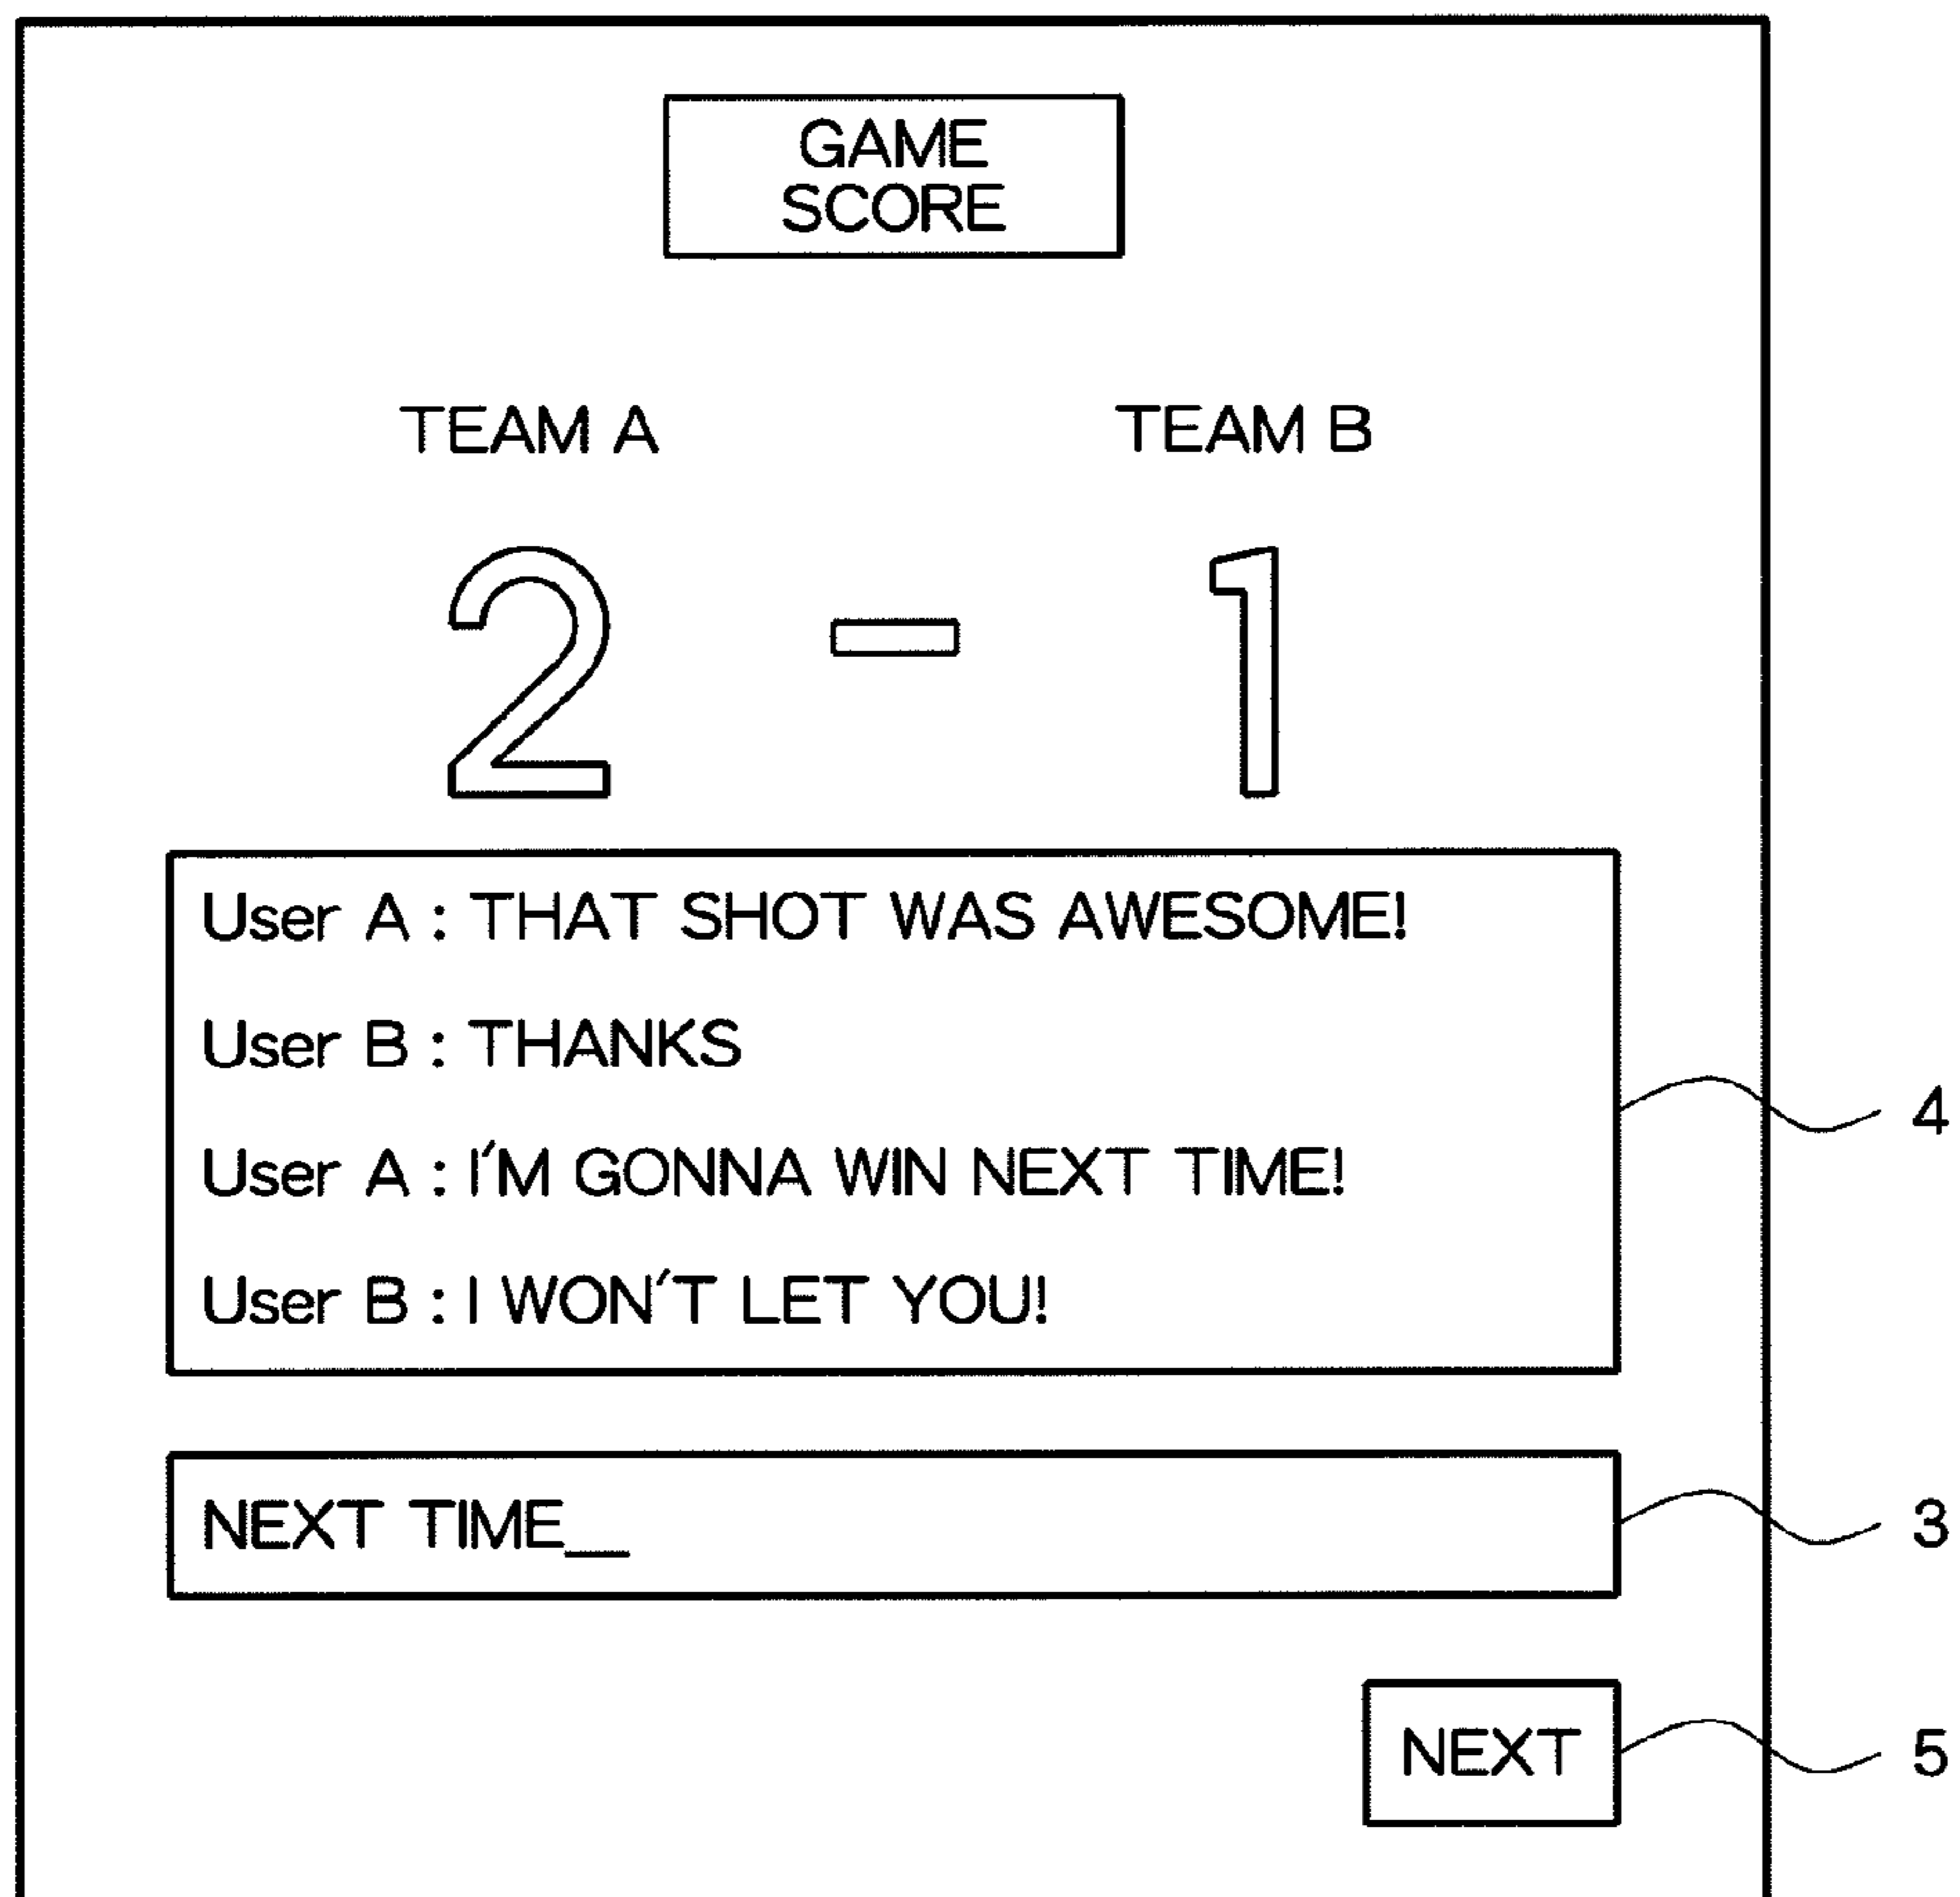 GAME
SCORE
TEAM A TEAM B
2 - 1
User A : THAT SHOT WAS AWESOME!
User B : THANKS
User A : I'M GONNA WIN NEXT TIME!
User B : I WON'T LET YOU!
4
NEXT TIME_
3
NEXT
5